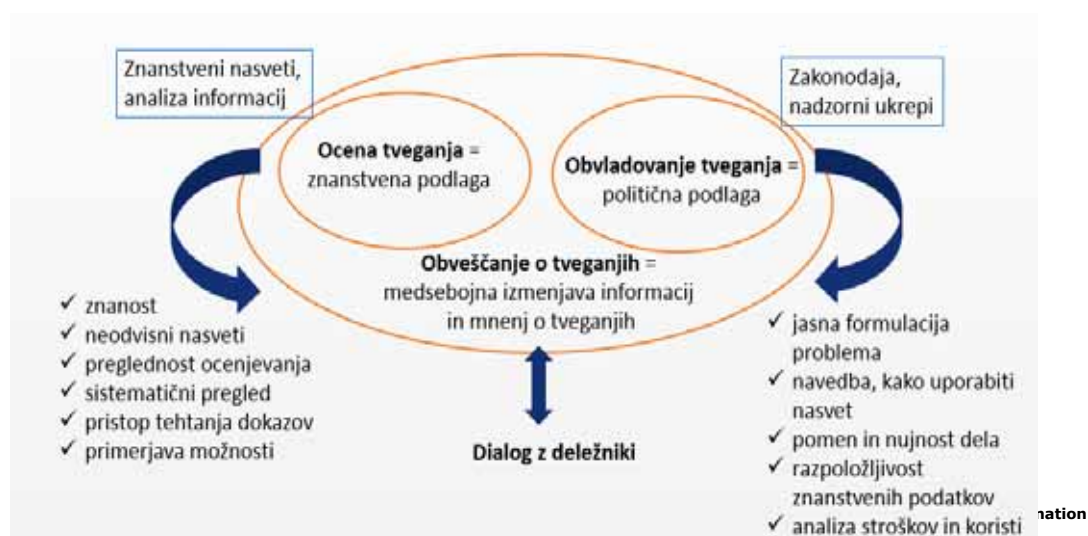 Znanstveni nasveti,
analiza informacij
Zakonodaja,
nadzorni ukrepi
Ocena tveganja =
znanstvena podlaga
Obvladovanje tveganja =
politična podlaga
Obveščanje o tveganjih =
medsebojna izmenjava informacij
in mnenj o tveganjih
✓ znanost
✓ neodvisni nasveti
✓ preglednost ocenjevanja
✓ sistematični pregled
✓ pristop tehtanja dokazov
✓ primerjava možnosti
Dialog z deležniki
✓ jasna formulacija
problema
✓ navedba, kako uporabiti
nasvet
✓ pomen in nujnost dela
✓ razpoložljivost
znanstvenih podatkov
✓ analiza stroškov in koristi